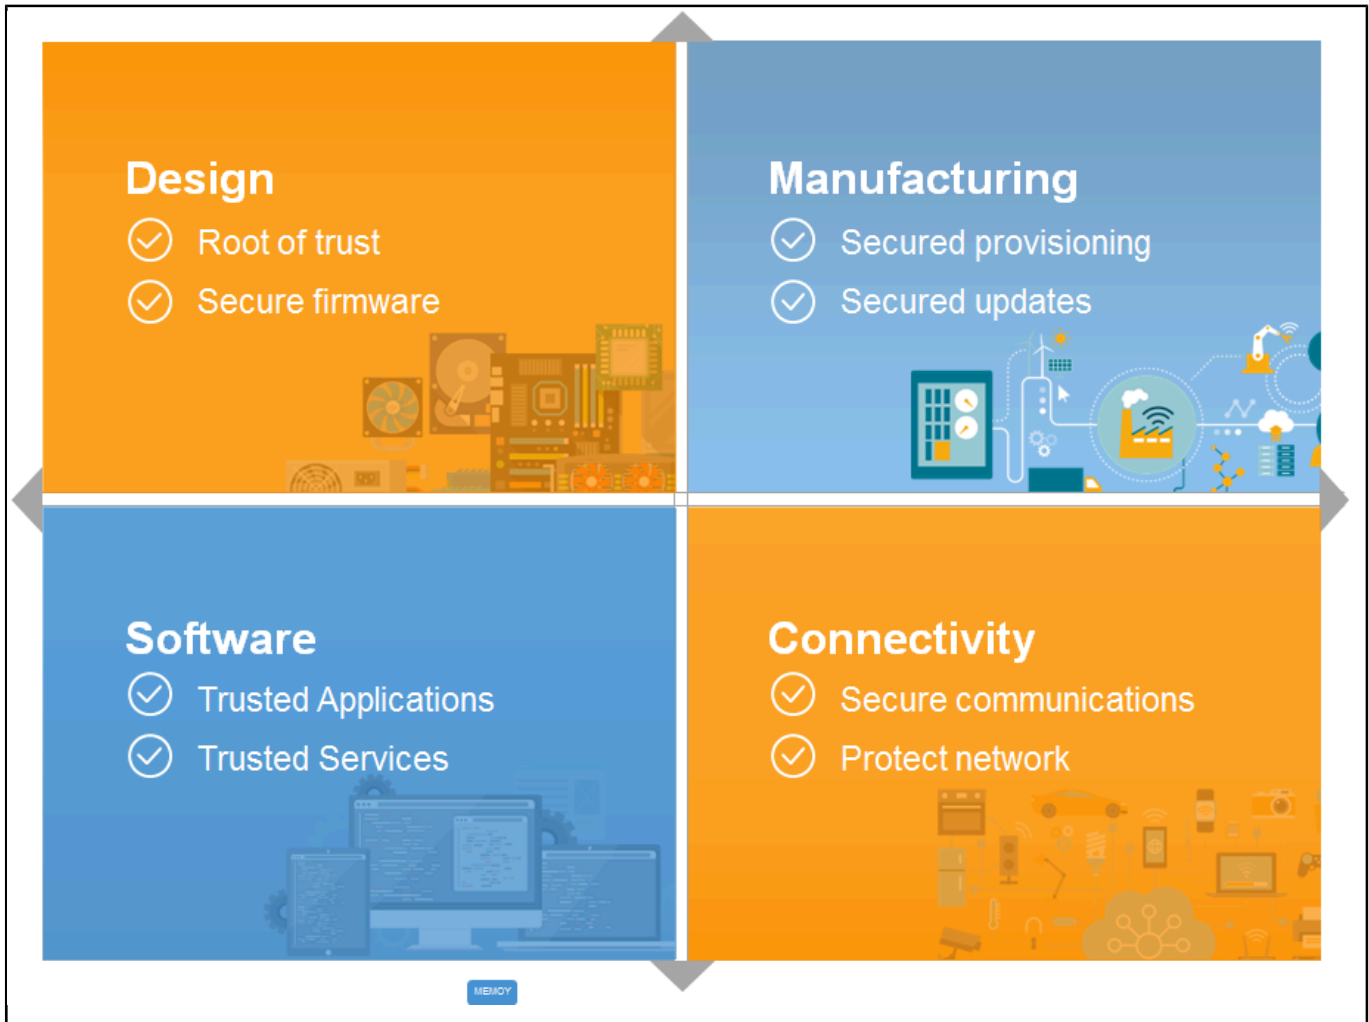 Design
Root of trust
Secure firmware
Manufacturing
Secured provisioning
Secured updates
Software
Trusted Applications
Trusted Services
Connectivity
Secure communications
Protect network
MEMOY